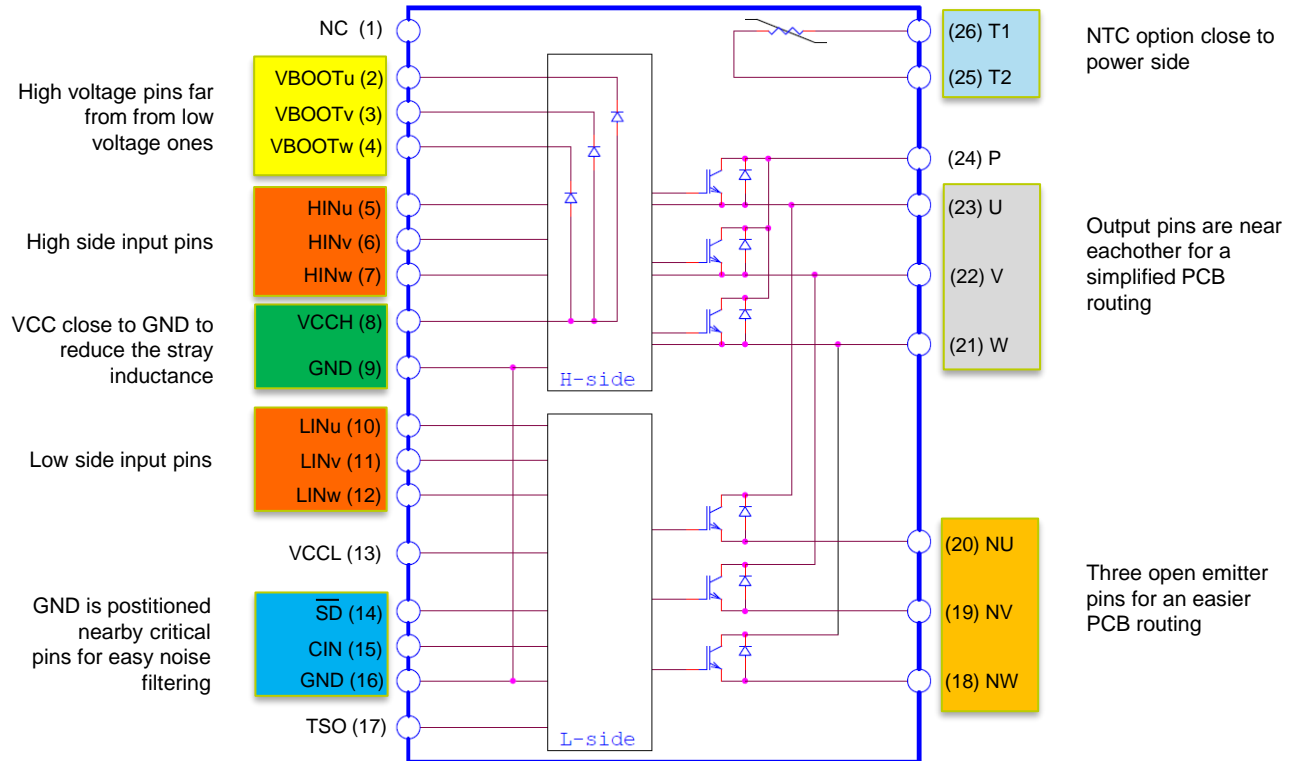 NC (1)
High voltage pins far
from from low
voltage ones
VBOOTu (2)
VBOOTv (3)
VBOOTw (4)
High side input pins
HINu (5)
HINv (6)
HINw (7)
VCC close to GND to
reduce the stray
inductance
VCCH (8)
GND (9)
Low side input pins
LINu (10)
LINv (11)
LINw (12)
VCCL (13)
GND is postitioned
nearby critical
pins for easy noise
filtering
SD (14)
CIN (15)
GND (16)
TSO (17)
H-side
L-side
(26) T1
(25) T2
NTC option close to
power side
(24) P
(23) U
(22) V
(21) W
Output pins are near
eachother for a
simplified PCB
routing
(20) NU
(19) NV
(18) NW
Three open emitter
pins for an easier
PCB routing